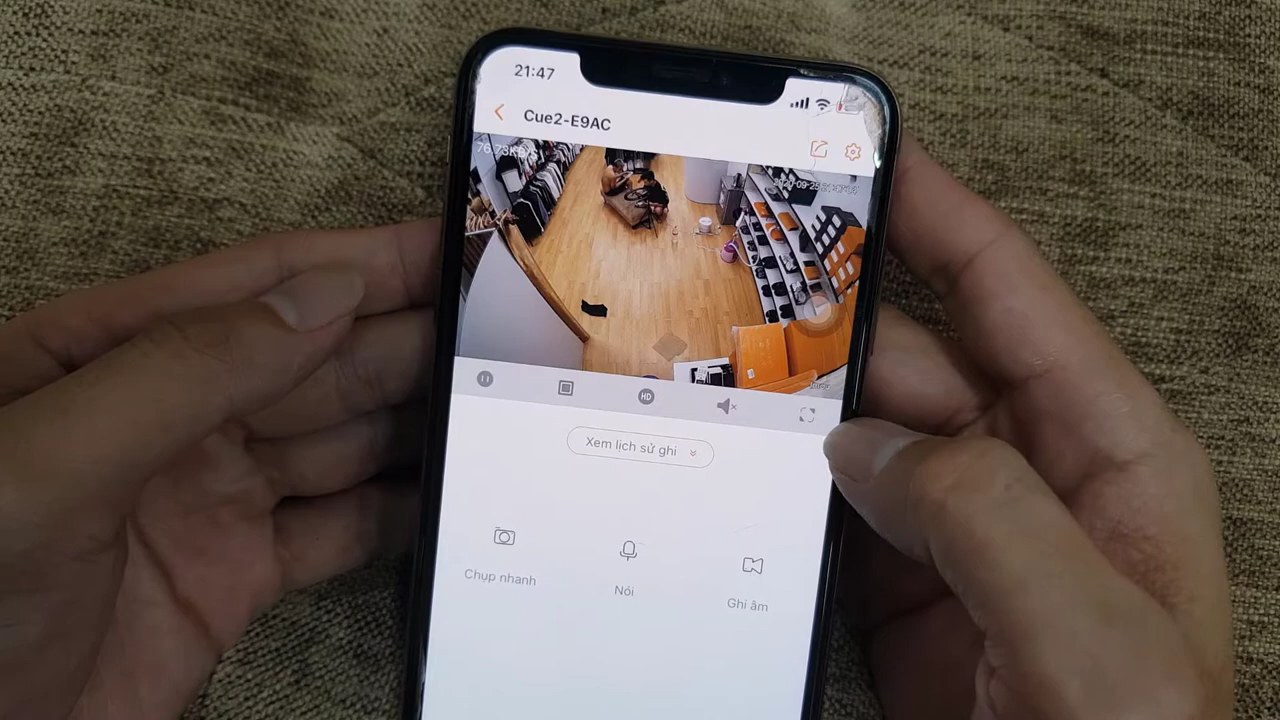 21:47
Cue2-E9AC
HD
Xem lịch sử ghi
Chụp nhanh
Nói
Ghi âm